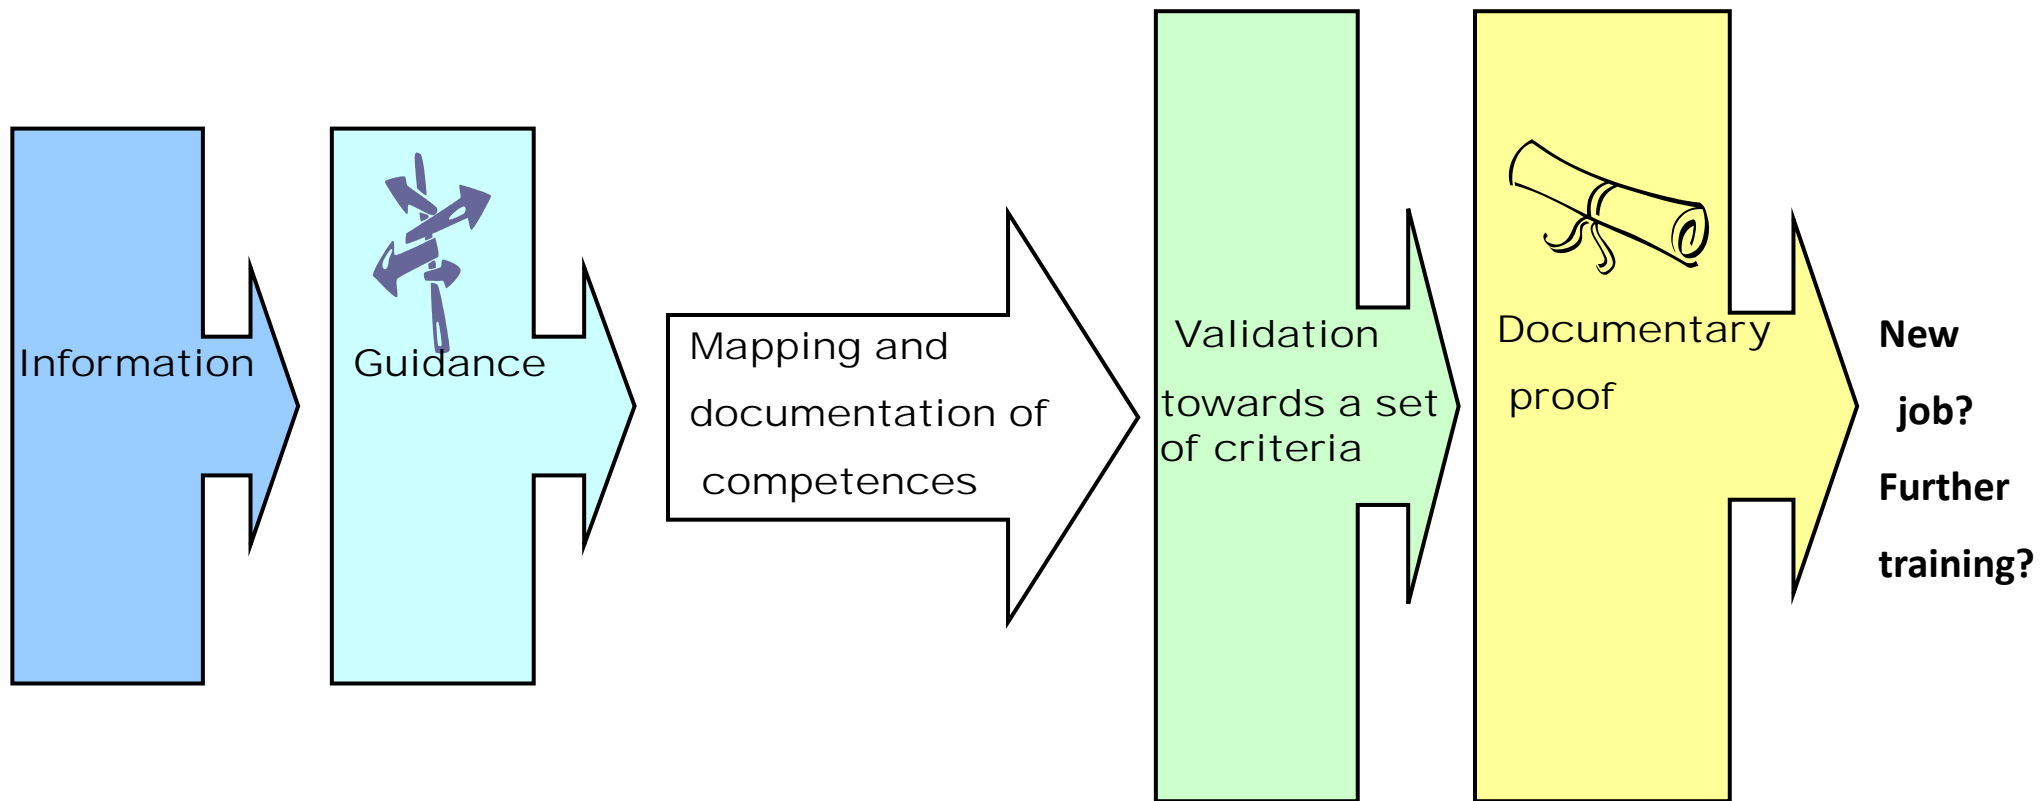 Information
Guidance
Mapping and
documentation of
competences
Validation
towards a set
of criteria
Documentary
proof
New
job?
Further
training?